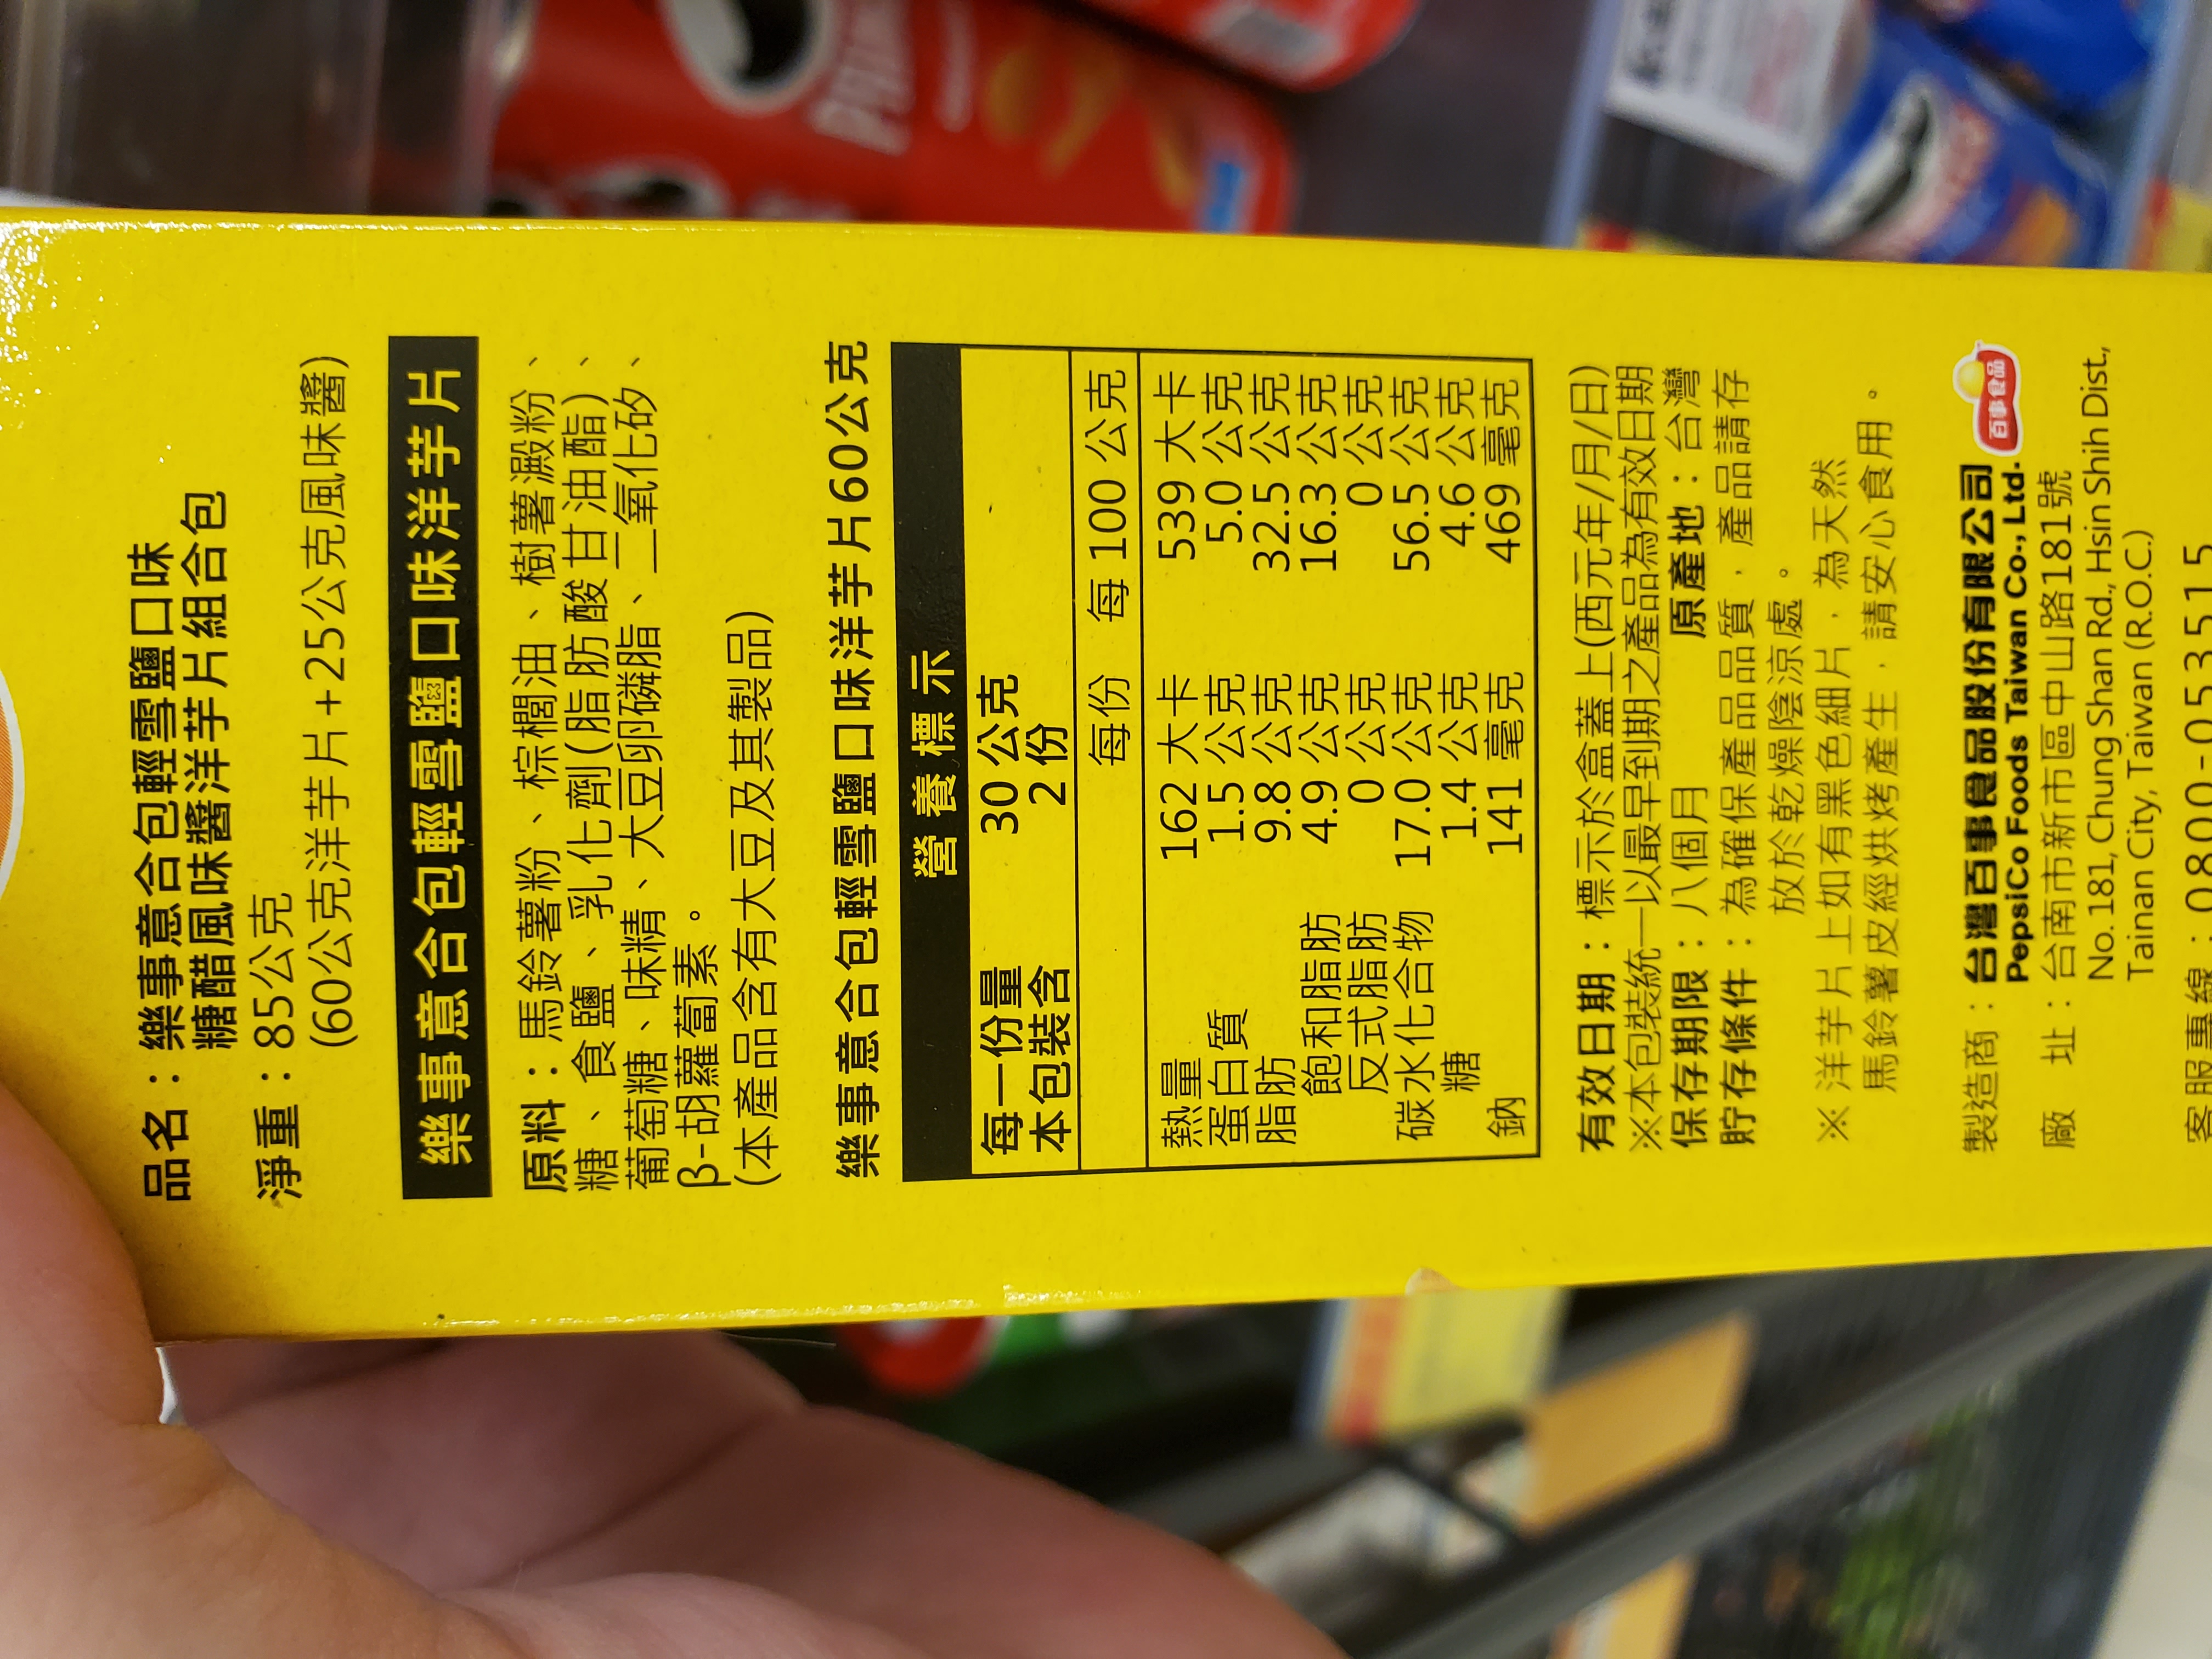 品名：樂事意合包輕雪鹽口味
糖醋風味醬洋芋片組合包
淨重：85公克
(60公克洋芋片+25公克風味醬)
樂事意合包輕雪鹽口味洋芋片
原料：馬鈴薯粉、棕櫚油、樹薯澱粉、
糖、食鹽、乳化劑(脂肪酸甘油酯)、
葡萄糖、味精、大豆卵磷脂、二氧化矽、
β-胡蘿蔔素。
(本產品含有大豆及其製品)
樂事意合包輕雪鹽口味洋芋片60公克
營養標示
每一份量 30 公克
本包裝含 2 份
每份 每 100 公克
熱量 162 大卡 539 大卡
蛋白質 1.5 公克 5.0 公克
脂肪 9.8 公克 32.5 公克
飽和脂肪 4.9 公克 16.3 公克
反式脂肪 0 公克 0 公克
碳水化合物 17.0 公克 56.5 公克
糖 1.4 公克 4.6 公克
鈉 141 毫克 469 毫克
有效日期：標示於盒蓋上(西元年/月/日)
※本包裝統一以最早到期之產品為有效日期
保存期限：八個月 原產地：台灣
貯存條件：為確保產品品質，產品請存
放於乾燥陰涼處。
※洋芋片上如有黑色細片，為天然
馬鈴薯皮經烘烤產生，請安心食用。
製造商：台灣百事食品股份有限公司 百事食品
PepsiCo Foods Taiwan Co., Ltd.
廠 址：台南市新市區中山路181號
No. 181, Chung Shan Rd., Hsin Shih Dist.,
Tainan City, Taiwan (R.O.C.)
客服專線：0800-053515